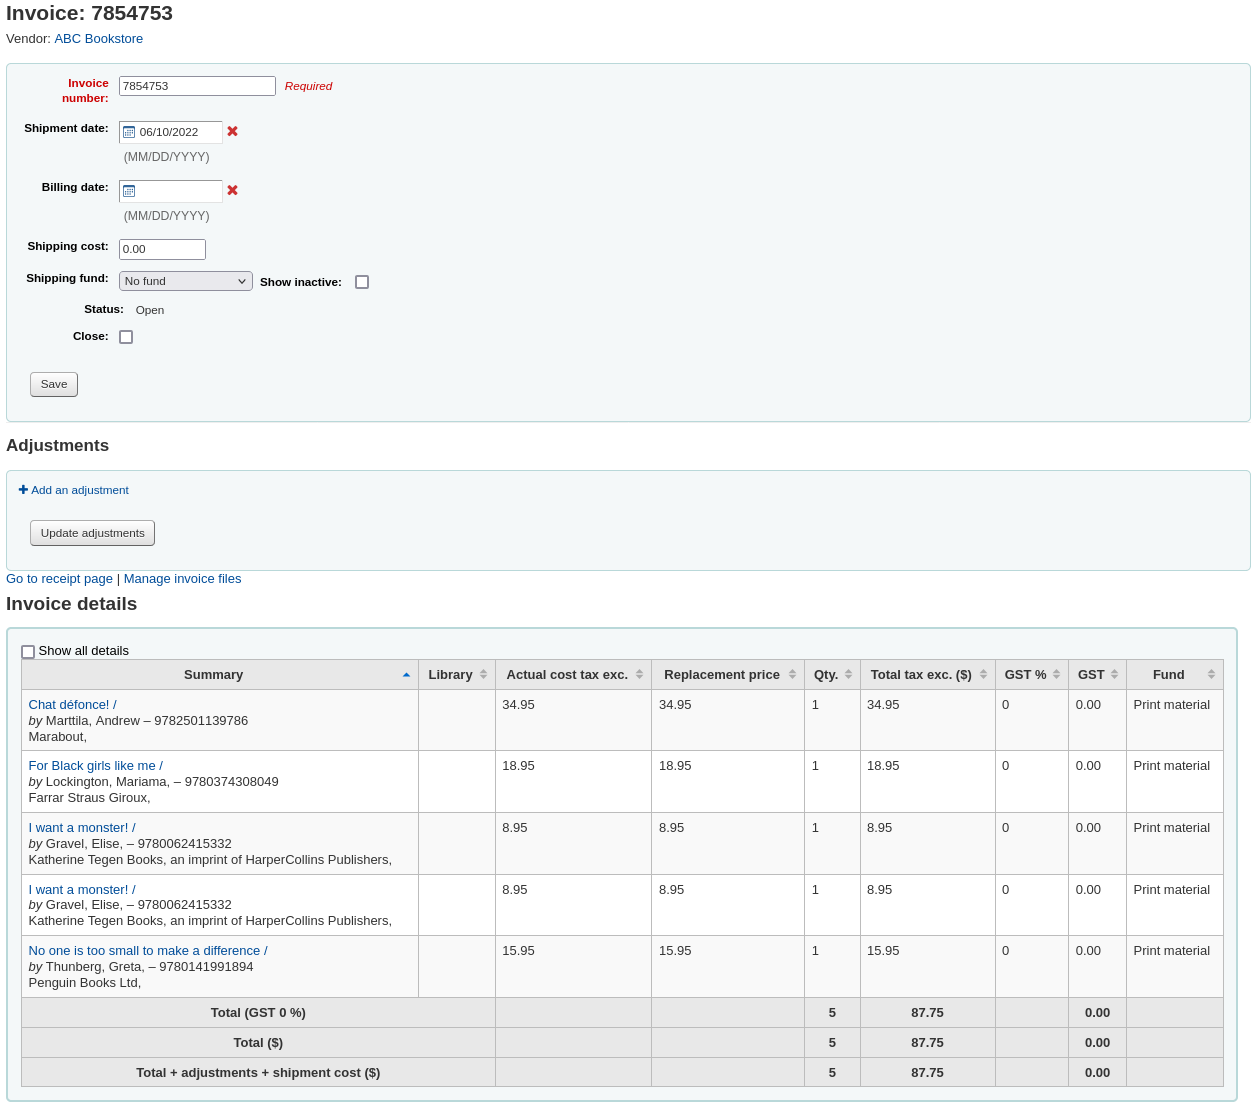 Invoice: 7854753
Vendor: ABC Bookstore
Invoice number: 7854753 Required
Shipment date: 06/10/2022
(MM/DD/YYYY)
Billing date:
(MM/DD/YYYY)
Shipping cost: 0.00
Shipping fund: No fund Show inactive:
Status: Open
Close:
Save
Adjustments
Add an adjustment
Update adjustments
Go to receipt page | Manage invoice files
Invoice details
Show all details
Summary Library Actual cost tax exc. Replacement price Qty. Total tax exc. ($) GST % GST Fund
Chat défonce! / 34.95 34.95 1 34.95 0 0.00 Print material
by Marttila, Andrew – 9782501139786
Marabout,
For Black girls like me / 18.95 18.95 1 18.95 0 0.00 Print material
by Lockington, Mariama, – 9780374308049
Farrar Straus Giroux,
I want a monster! / 8.95 8.95 1 8.95 0 0.00 Print material
by Gravel, Elise, – 9780062415332
Katherine Tegen Books, an imprint of HarperCollins Publishers,
I want a monster! / 8.95 8.95 1 8.95 0 0.00 Print material
by Gravel, Elise, – 9780062415332
Katherine Tegen Books, an imprint of HarperCollins Publishers,
No one is too small to make a difference / 15.95 15.95 1 15.95 0 0.00 Print material
by Thunberg, Greta, – 9780141991894
Penguin Books Ltd,
Total (GST 0 %) 5 87.75 0.00
Total ($) 5 87.75 0.00
Total + adjustments + shipment cost ($) 5 87.75 0.00